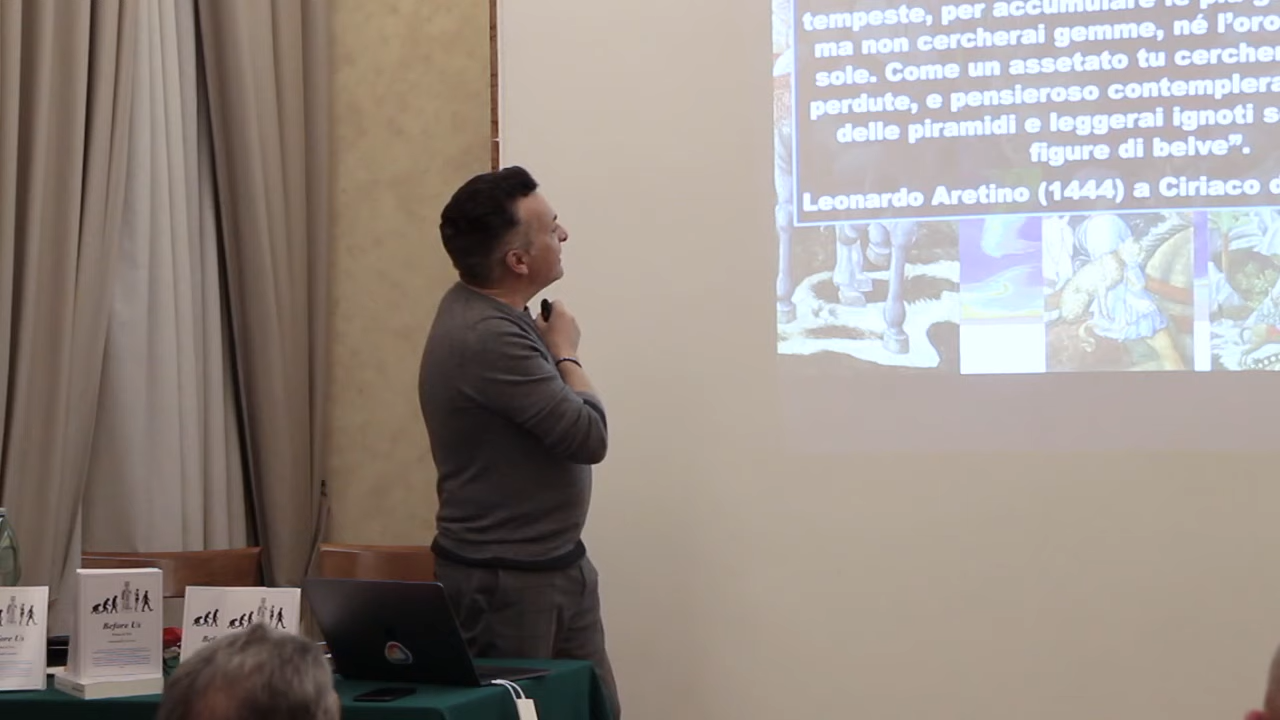 tempeste, per accumulare le più
ma non cercherai gemme, né l'oro
sole. Come un assetato tu
perdute, e pensieroso
delle piramidi e leggerai ignoti
figure di belve".
Leonardo Aretino (1444) a Ciriaco
Before Us